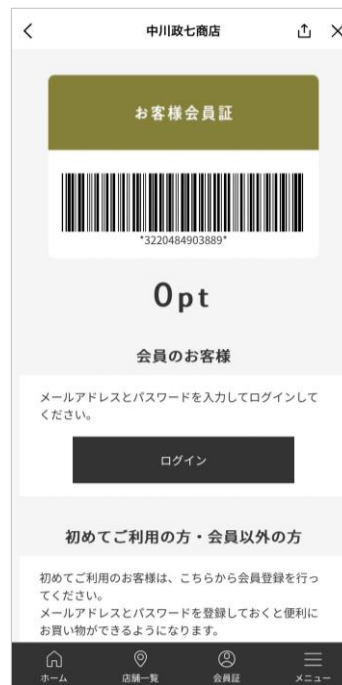 中川政七商店
お客様会員証
*3220484903889*
0pt
会員のお客様
メールアドレスとパスワードを入力してログインして
ください。
ログイン
初めてご利用の方・会員以外の方
初めてご利用のお客様は、こちらから会員登録を行っ
てください。
メールアドレスとパスワードを登録しておくと便利に
お買い物ができるようになります。
ホーム
店舗一覧
会員証
メニュー